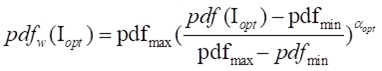 pdf_w(I_opt) = pdf_max((pdf(I_opt) − pdf_min)/(pdf_max − pdf_min))^α_opt